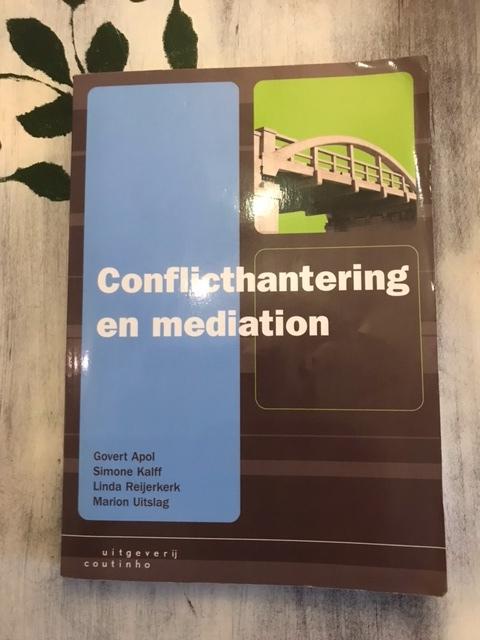 Conflicthantering
en mediation
Govert Apol
Simone Kalff
Linda Reijerkerk
Marion Uitslag
uitgeverij
coutinho